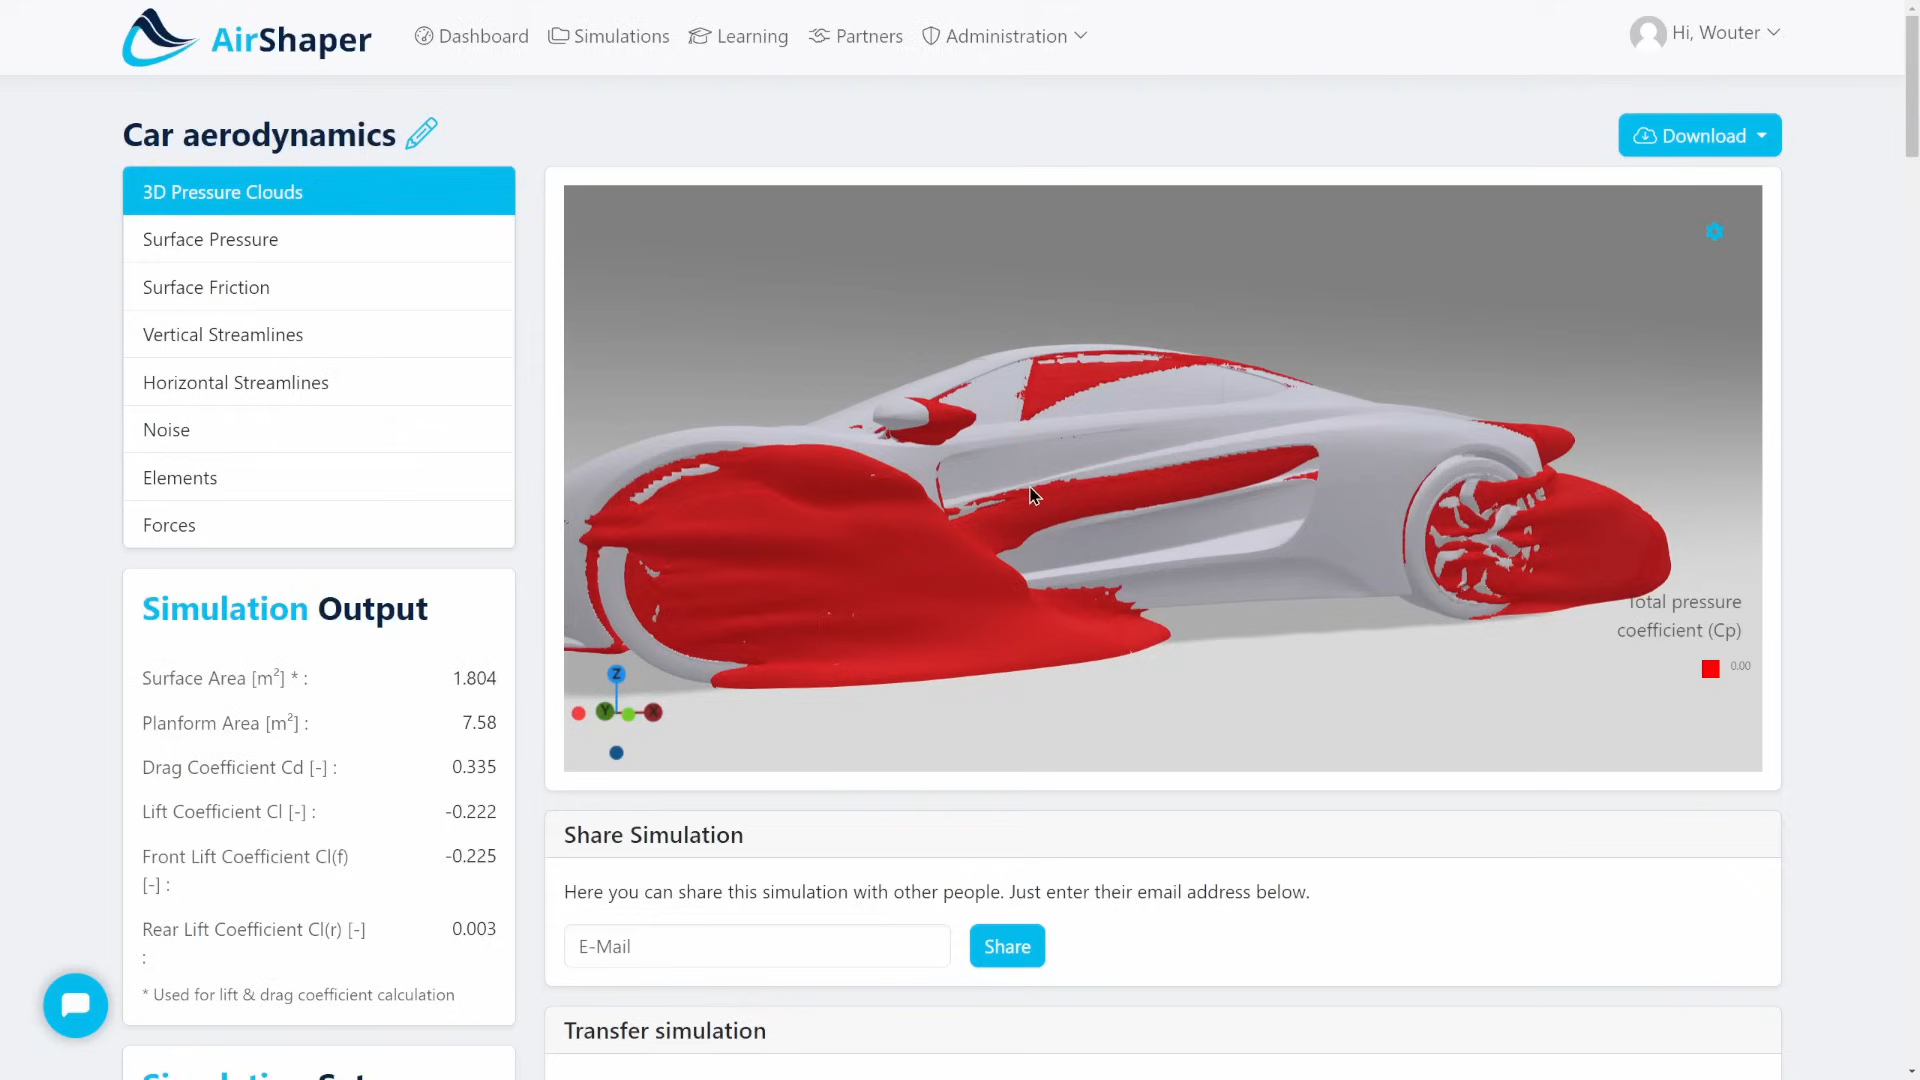 AirShaper
Dashboard
Simulations
Learning
Partners
Administration
Hi, Wouter
Car aerodynamics
Download
3D Pressure Clouds
Surface Pressure
Surface Friction
Vertical Streamlines
Horizontal Streamlines
Noise
Elements
Forces
Total pressure
coefficient (Cp)
0.00
Z
Y
X
Simulation Output
Surface Area [m²] * : 1.804
Planform Area [m²] : 7.58
Drag Coefficient Cd [-] : 0.335
Lift Coefficient Cl [-] : -0.222
Front Lift Coefficient Cl(f) -0.225
[-] :
Rear Lift Coefficient Cl(r) [-] 0.003
:
* Used for lift & drag coefficient calculation
Share Simulation
Here you can share this simulation with other people. Just enter their email address below.
E-Mail
Share
Transfer simulation